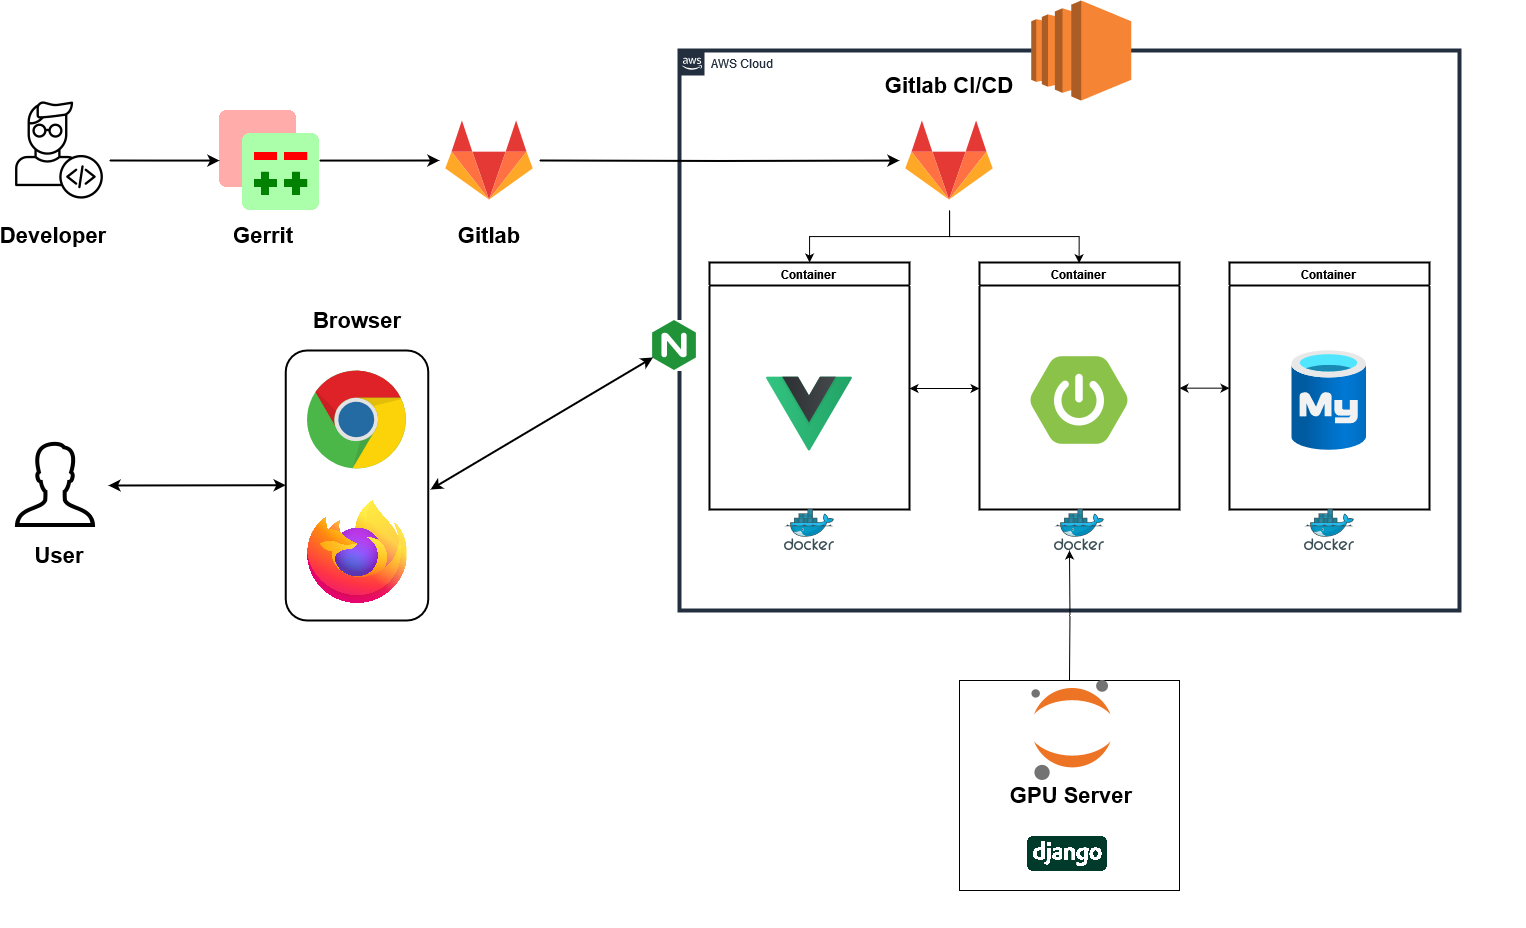 aws
AWS Cloud
Gitlab CI/CD
</>
Developer
Gerrit
Gitlab
Container
Container
Container
Browser
N
My
User
docker
docker
docker
GPU Server
django